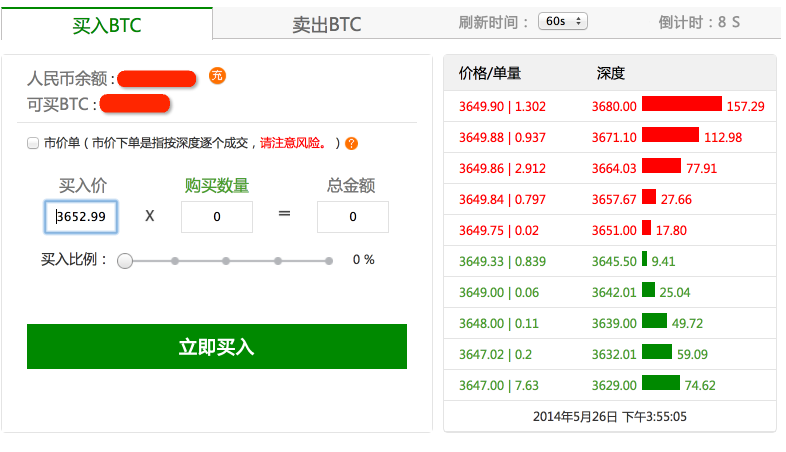 买入BTC 卖出BTC 刷新时间： 60s 倒计时：8 S
人民币余额： 充
可买BTC：
市价单（市价下单是指按深度逐个成交，请注意风险。）?
买入价 购买数量 总金额
3652.99 X 0 = 0
买入比例： 0 %
立即买入
价格/单量 深度
3649.90 | 1.302 3680.00 157.29
3649.88 | 0.937 3671.10 112.98
3649.86 | 2.912 3664.03 77.91
3649.84 | 0.797 3657.67 27.66
3649.75 | 0.02 3651.00 17.80
3649.33 | 0.839 3645.50 9.41
3649.00 | 0.06 3642.01 25.04
3648.00 | 0.11 3639.00 49.72
3647.02 | 0.2 3632.01 59.09
3647.00 | 7.63 3629.00 74.62
2014年5月26日 下午3:55:05